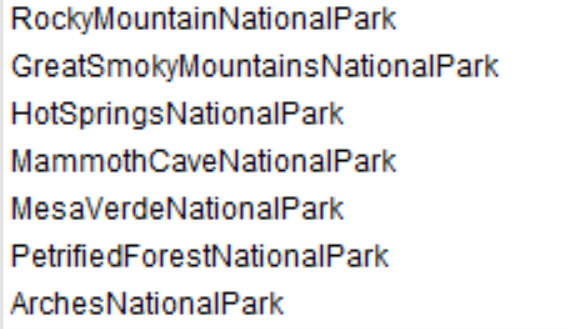 RockyMountainNationalPark
GreatSmokyMountainsNationalPark
HotSpringsNationalPark
MammothCaveNationalPark
MesaVerdeNationalPark
PetrifiedForestNationalPark
ArchesNationalPark